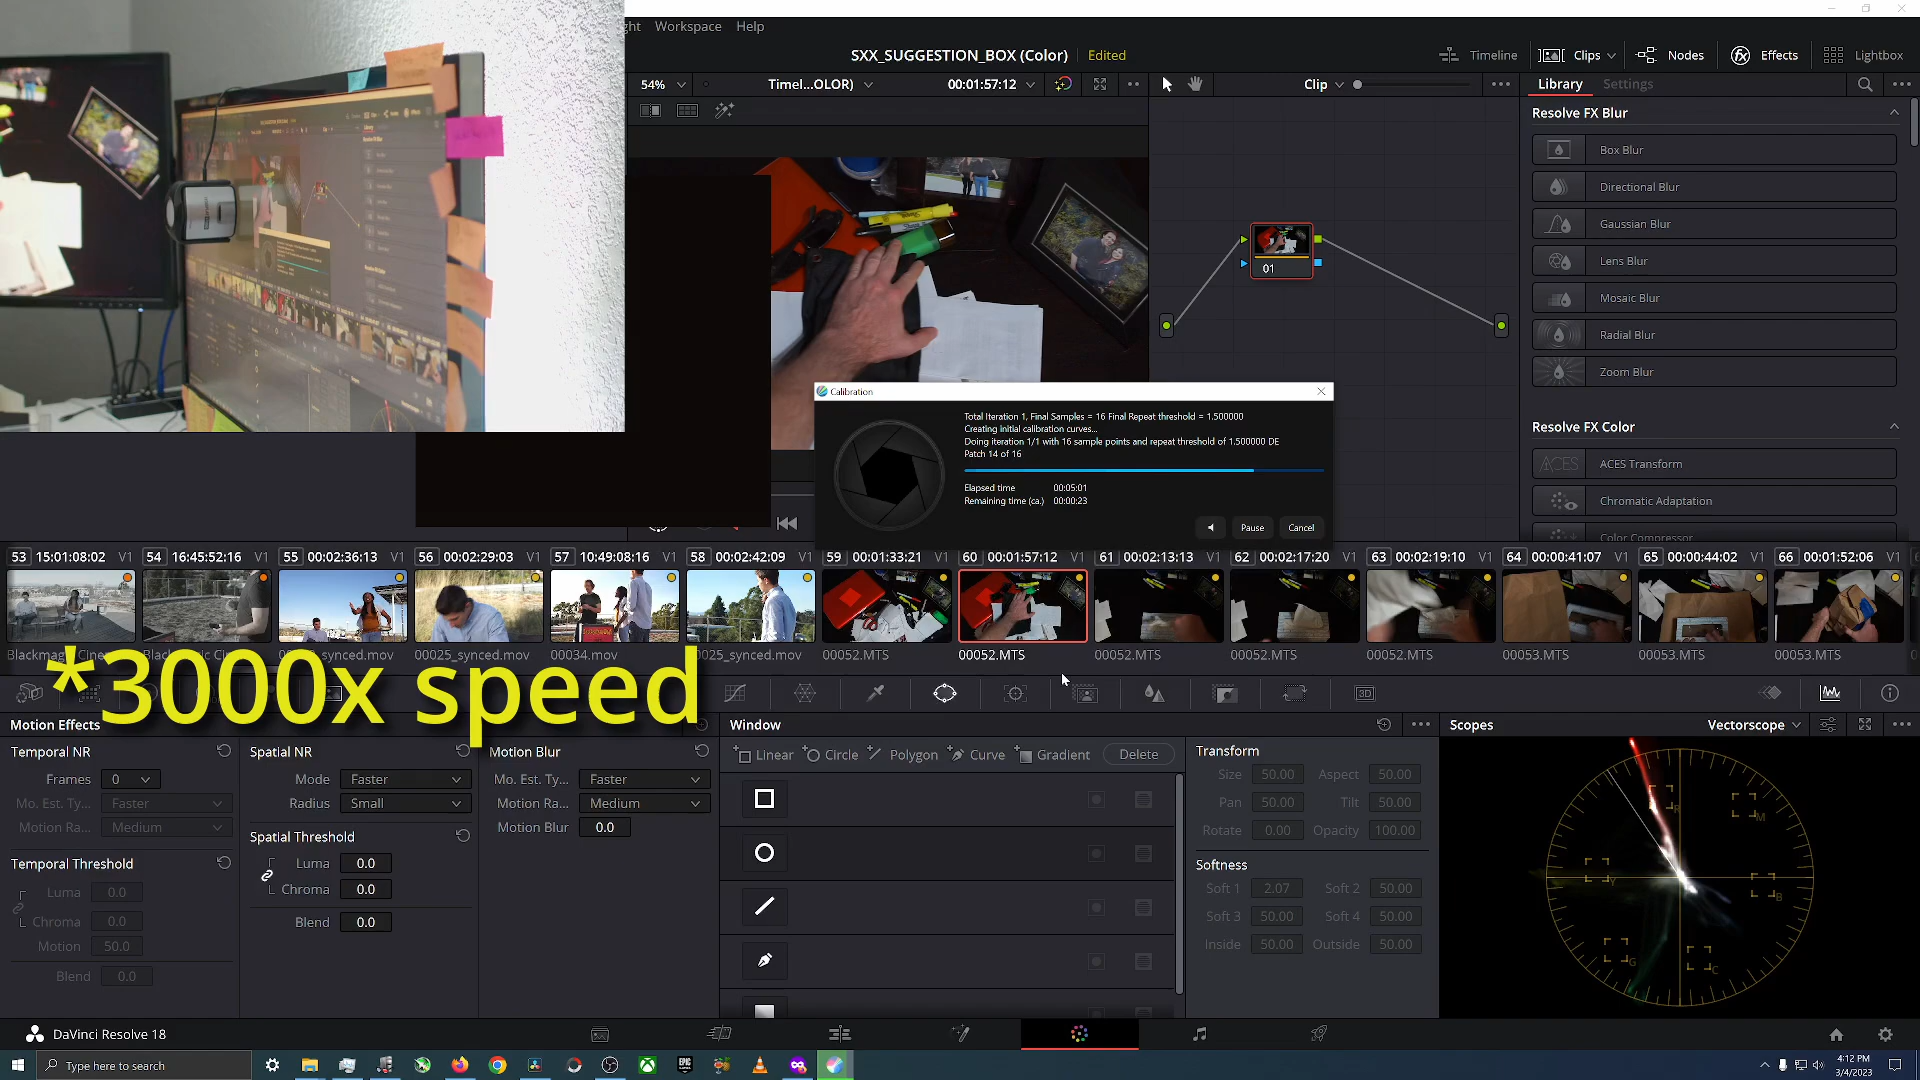 ght Workspace Help
SXX_SUGGESTION_BOX (Color) Edited
Timeline Clips Nodes Effects Lightbox
54% Timel...OLOR) 00:01:57:12 Clip Library Settings
Resolve FX Blur
Box Blur
Directional Blur
Gaussian Blur
Lens Blur
Mosaic Blur
Radial Blur
Zoom Blur
Resolve FX Color
ACES Transform
Chromatic Adaptation
Color Compressor
01
Calibration
Total Iteration 1, Final Samples = 16 Final Repeat threshold = 1.500000
Creating initial calibration curves...
Doing iteration 1/1 with 16 sample points and repeat threshold of 1.500000 DE
Patch 14 of 16
Elapsed time 00:05:01
Remaining time (ca.) 00:00:23
Pause Cancel
53 15:01:08:02 V1 54 16:45:52:16 V1 55 00:02:36:13 V1 56 00:02:29:03 V1 57 10:49:08:16 V1 58 00:02:42:09 V1 59 00:01:33:21 60 00:01:57:12 V1 61 00:02:13:13 V1 62 00:02:17:20 V1 63 00:02:19:10 V1 64 00:00:41:07 V1 65 00:00:44:02 V1 66 00:01:52:06 V1
Blackmagic Cinem 00025_synced.mov 00034.mov 00025_synced.mov 00052.MTS 00052.MTS 00052.MTS 00052.MTS 00052.MTS 00053.MTS 00053.MTS 00053.MTS
*3000x speed
3D
Motion Effects
Temporal NR
Frames 0
Mo. Est. Ty... Faster
Motion Ra... Medium
Temporal Threshold
Luma 0.0
Chroma 0.0
Motion 50.0
Blend 0.0
Spatial NR
Mode Faster
Radius Small
Spatial Threshold
Luma 0.0
Chroma 0.0
Blend 0.0
Motion Blur
Mo. Est. Ty... Faster
Motion Ra... Medium
Motion Blur 0.0
Window
Linear Circle Polygon Curve Gradient Delete
Transform
Size 50.00 Aspect 50.00
Pan 50.00 Tilt 50.00
Rotate 0.00 Opacity 100.00
Softness
Soft 1 2.07 Soft 2 50.00
Soft 3 50.00 Soft 4 50.00
Inside 50.00 Outside 50.00
Scopes Vectorscope
R M
Y B
G C
DaVinci Resolve 18
Type here to search
EPIC
4:12 PM
3/4/2023